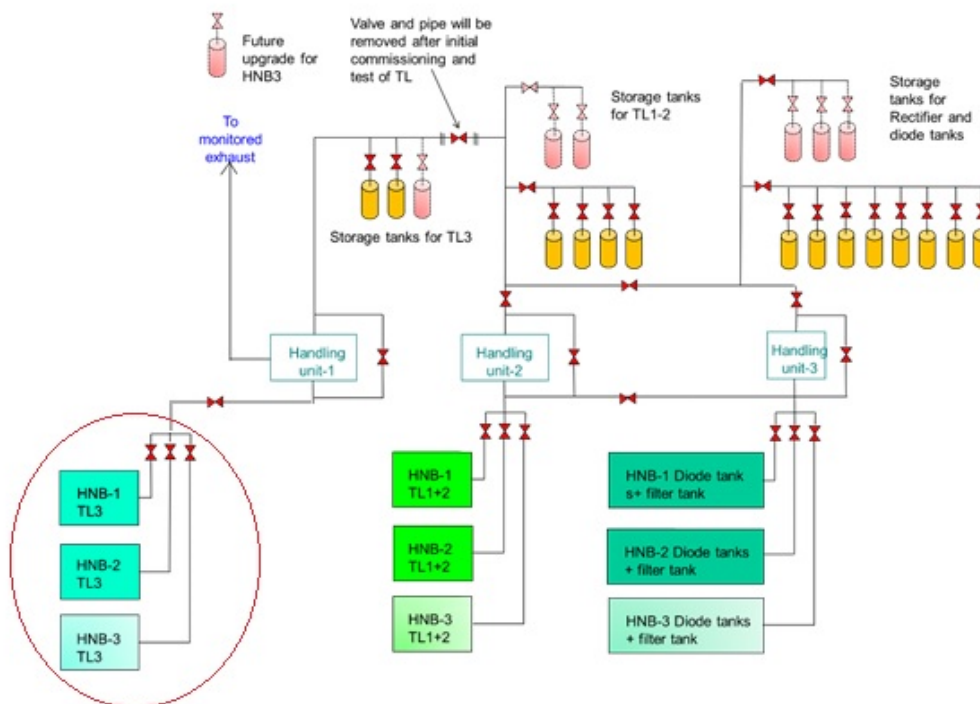 Future
upgrade for
HNB3
Valve and pipe will be
removed after initial
commissioning and
test of TL
To
monitored
exhaust
Storage tanks
for TL1-2
Storage
tanks for
Rectifier and
diode tanks
Storage tanks for TL3
Handling
unit-1
Handling
unit-2
Handling
unit-3
HNB-1
TL3
HNB-2
TL3
HNB-3
TL3
HNB-1
TL1+2
HNB-2
TL1+2
HNB-3
TL1+2
HNB-1 Diode tank
s+ filter tank
HNB-2 Diode tanks
+ filter tank
HNB-3 Diode tanks
+ filter tank